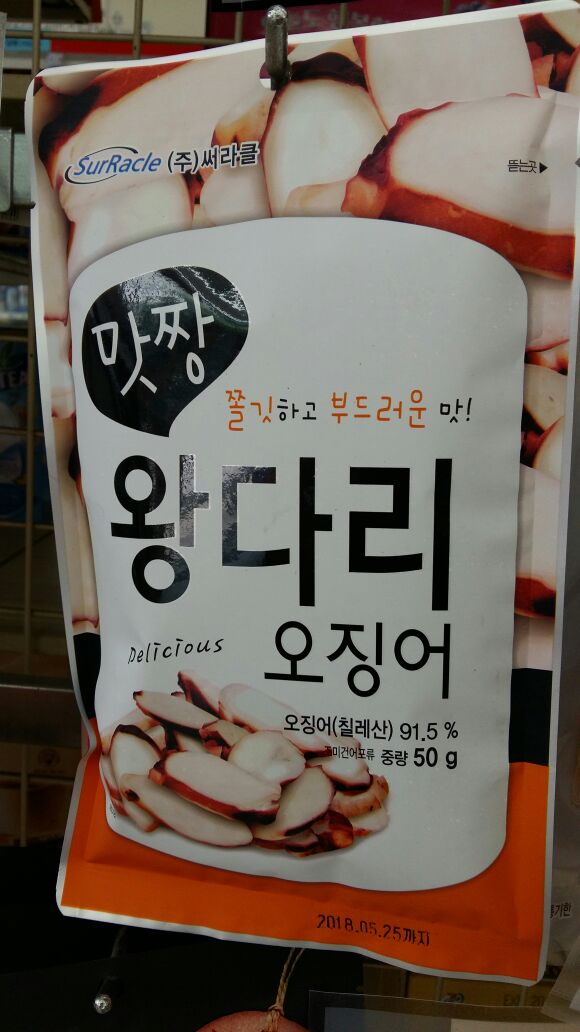 SurRacle (주)써라클
뜯는곳▶
맛짱
쫄깃하고 부드러운 맛!
왕다리
오징어
Delicious
오징어(칠레산) 91.5 %
조미건어포류 중량 50 g
2018.05.25까지